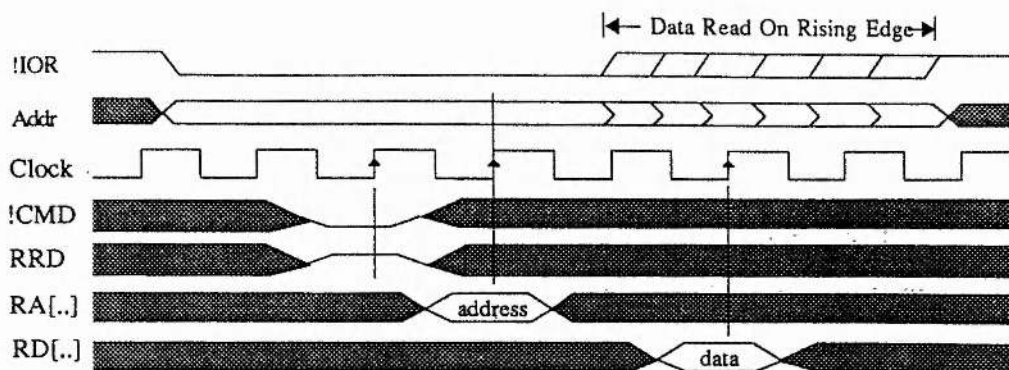 Data Read On Rising Edge
!IOR
Addr
Clock
!CMD
RRD
RA[..] address
RD[..] data